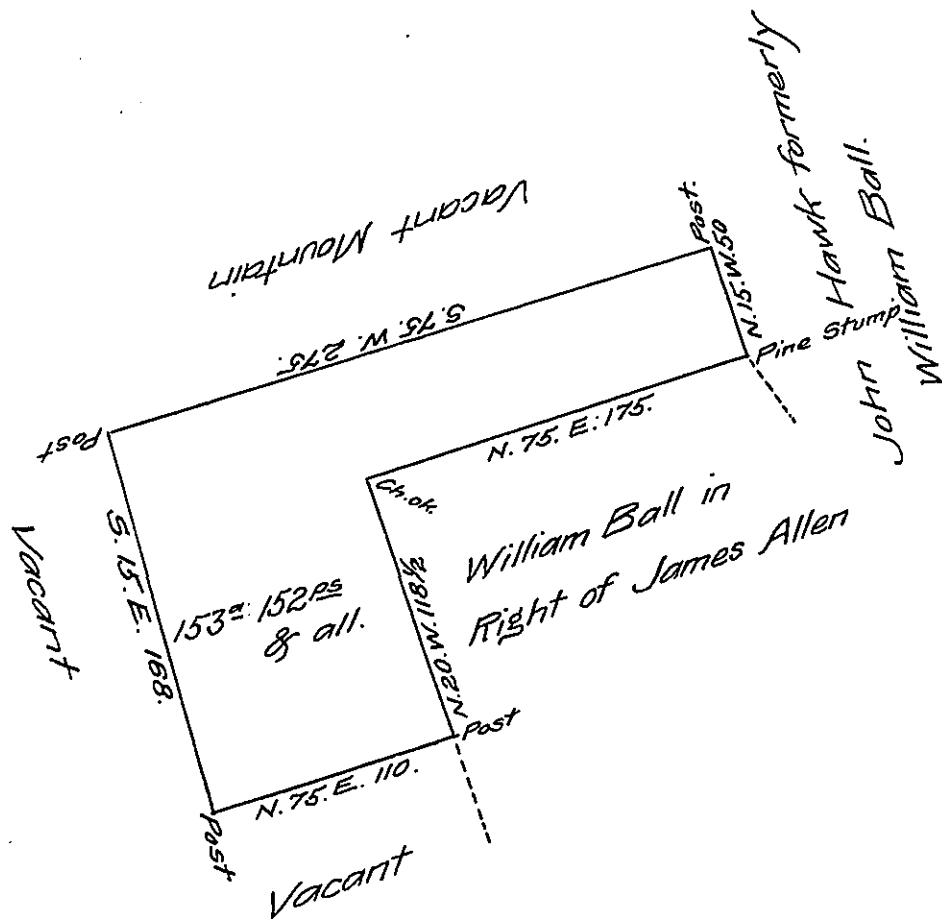 Vacant Mountain
S.75. W. 275.
Post.
N.15.W.50
Pine Stump.
John Hawk formerly
William Ball.
N.75.E:175.
Ch.ok.
William Ball in
Right of James Allen
N.20.W.118½
Post
N.75.E. 110.
Vacant
Post
S. 15. E. 168.
Vacant
Post
153a: 152ps
& all.